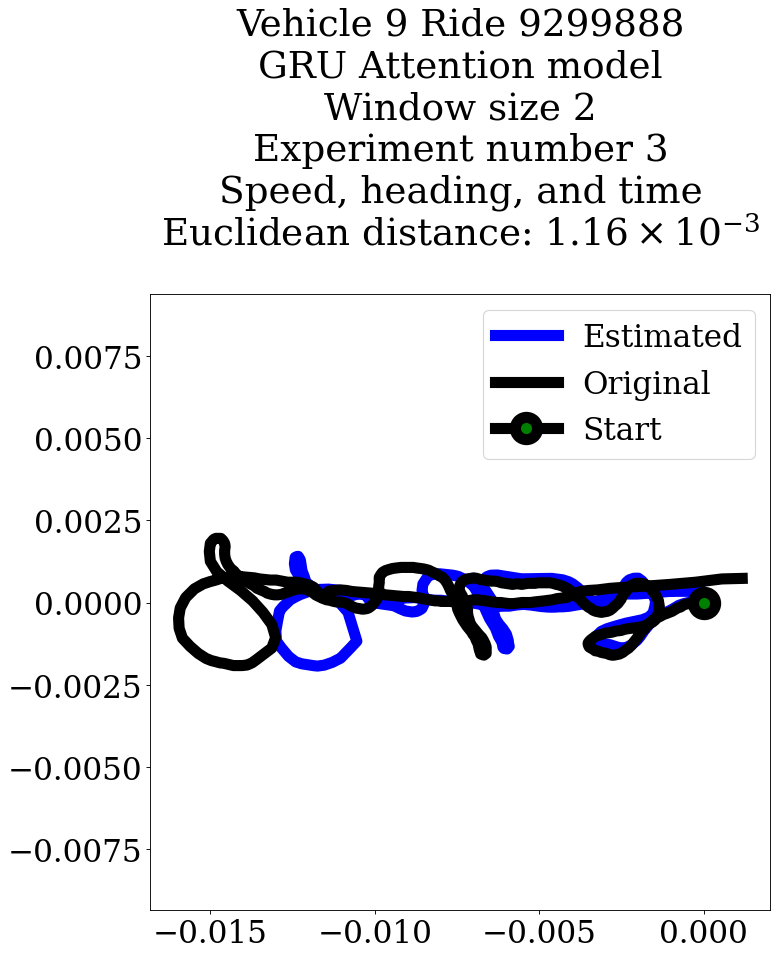 Vehicle 9 Ride 9299888
GRU Attention model
Window size 2
Experiment number 3
Speed, heading, and time
Euclidean distance: 1.16 × 10⁻³
Estimated
Original
Start
0.0075
0.0050
0.0025
0.0000
−0.0025
−0.0050
−0.0075
−0.015 −0.010 −0.005 0.000